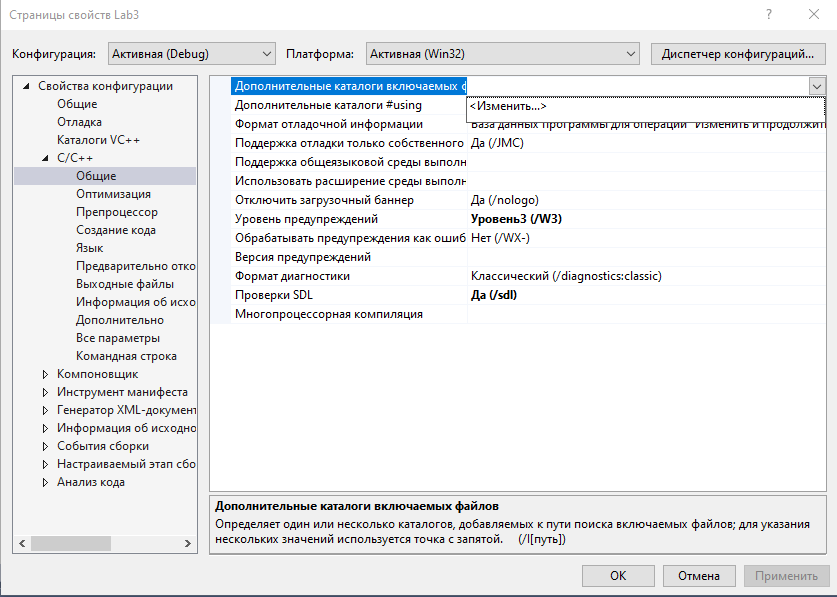 Страницы свойств Lab3
?
Конфигурация: Активная (Debug) Платформа: Активная (Win32) Диспетчер конфигураций...
Свойства конфигурации
Общие
Отладка
Каталоги VC++
C/C++
Общие
Оптимизация
Препроцессор
Создание кода
Язык
Предварительно отко
Выходные файлы
Информация об исхо
Дополнительно
Все параметры
Командная строка
Компоновщик
Инструмент манифеста
Генератор XML-документ
Информация об исходно
События сборки
Настраиваемый этап сбо
Анализ кода
Дополнительные каталоги включаемых ф
<Изменить...>
Дополнительные каталоги #using
Формат отладочной информации База данных программы для операции "Изменить и продолжит
Поддержка отладки только собственного Да (/JMC)
Поддержка общеязыковой среды выполн
Использовать расширение среды выполн
Отключить загрузочный баннер Да (/nologo)
Уровень предупреждений Уровень3 (/W3)
Обрабатывать предупреждения как ошиб Нет (/WX-)
Версия предупреждений
Формат диагностики Классический (/diagnostics:classic)
Проверки SDL Да (/sdl)
Многопроцессорная компиляция
Дополнительные каталоги включаемых файлов
Определяет один или несколько каталогов, добавляемых к пути поиска включаемых файлов; для указания
нескольких значений используется точка с запятой. (/I[путь])
ОК Отмена Применить